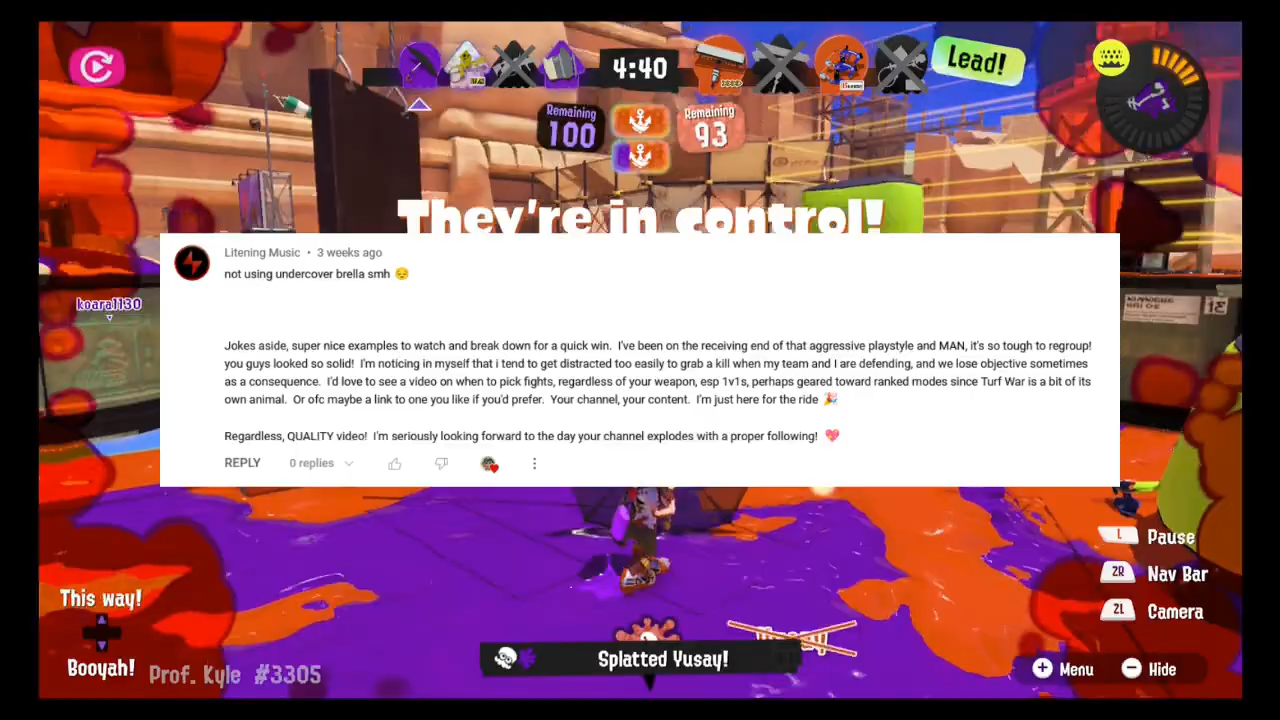 4:40
Lead!
Remaining
100
Remaining
93
They're in control!
Litening Music • 3 weeks ago
not using undercover brella smh 😔
koara1130
Jokes aside, super nice examples to watch and break down for a quick win. I've been on the receiving end of that aggressive playstyle and MAN, it's so tough to regroup!
you guys looked so solid! I'm noticing in myself that i tend to get distracted too easily to grab a kill when my team and I are defending, and we lose objective sometimes
as a consequence. I'd love to see a video on when to pick fights, regardless of your weapon, esp 1v1s, perhaps geared toward ranked modes since Turf War is a bit of its
own animal. Or ofc maybe a link to one you like if you'd prefer. Your channel, your content. I'm just here for the ride 🎉
Regardless, QUALITY video! I'm seriously looking forward to the day your channel explodes with a proper following! 💖
REPLY 0 replies
L Pause
ZR Nav Bar
ZL Camera
This way!
Booyah!
Prof. Kyle #3305
Splatted Yusay!
+ Menu − Hide